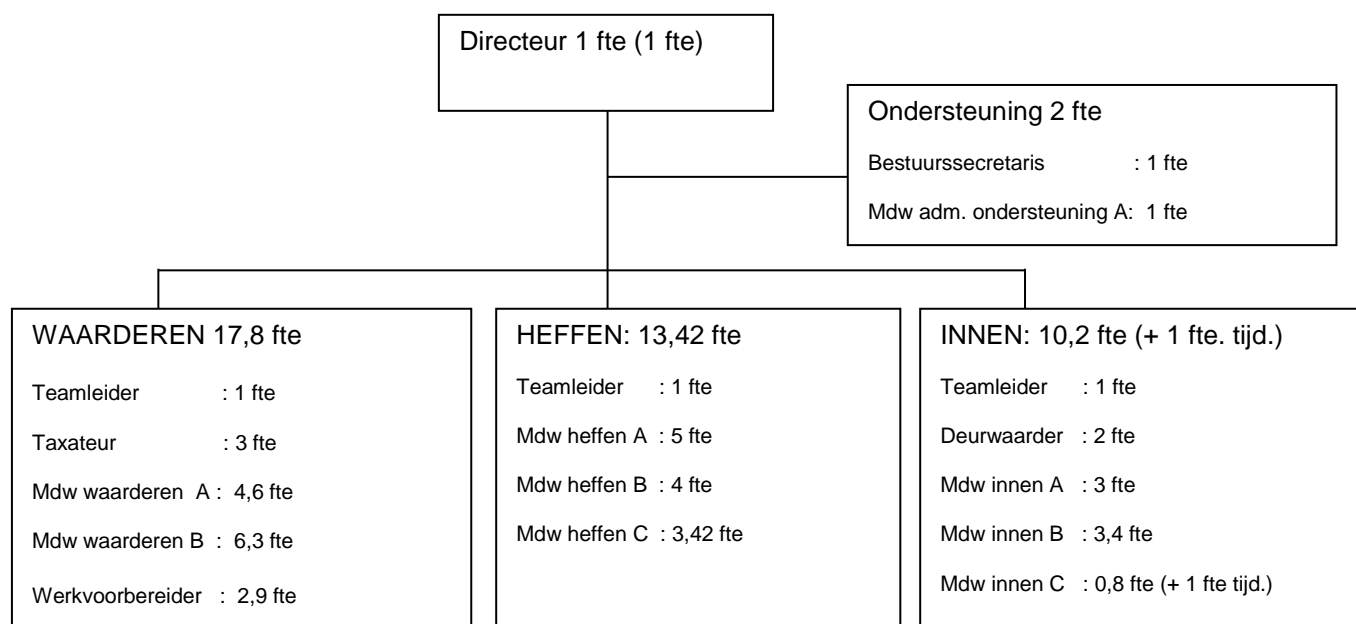 Directeur 1 fte (1 fte)
Ondersteuning 2 fte
Bestuurssecretaris : 1 fte
Mdw adm. ondersteuning A: 1 fte
WAARDEREN 17,8 fte
Teamleider : 1 fte
Taxateur : 3 fte
Mdw waarderen A : 4,6 fte
Mdw waarderen B : 6,3 fte
Werkvoorbereider : 2,9 fte
HEFFEN: 13,42 fte
Teamleider : 1 fte
Mdw heffen A : 5 fte
Mdw heffen B : 4 fte
Mdw heffen C : 3,42 fte
INNEN: 10,2 fte (+ 1 fte. tijd.)
Teamleider : 1 fte
Deurwaarder : 2 fte
Mdw innen A : 3 fte
Mdw innen B : 3,4 fte
Mdw innen C : 0,8 fte (+ 1 fte tijd.)